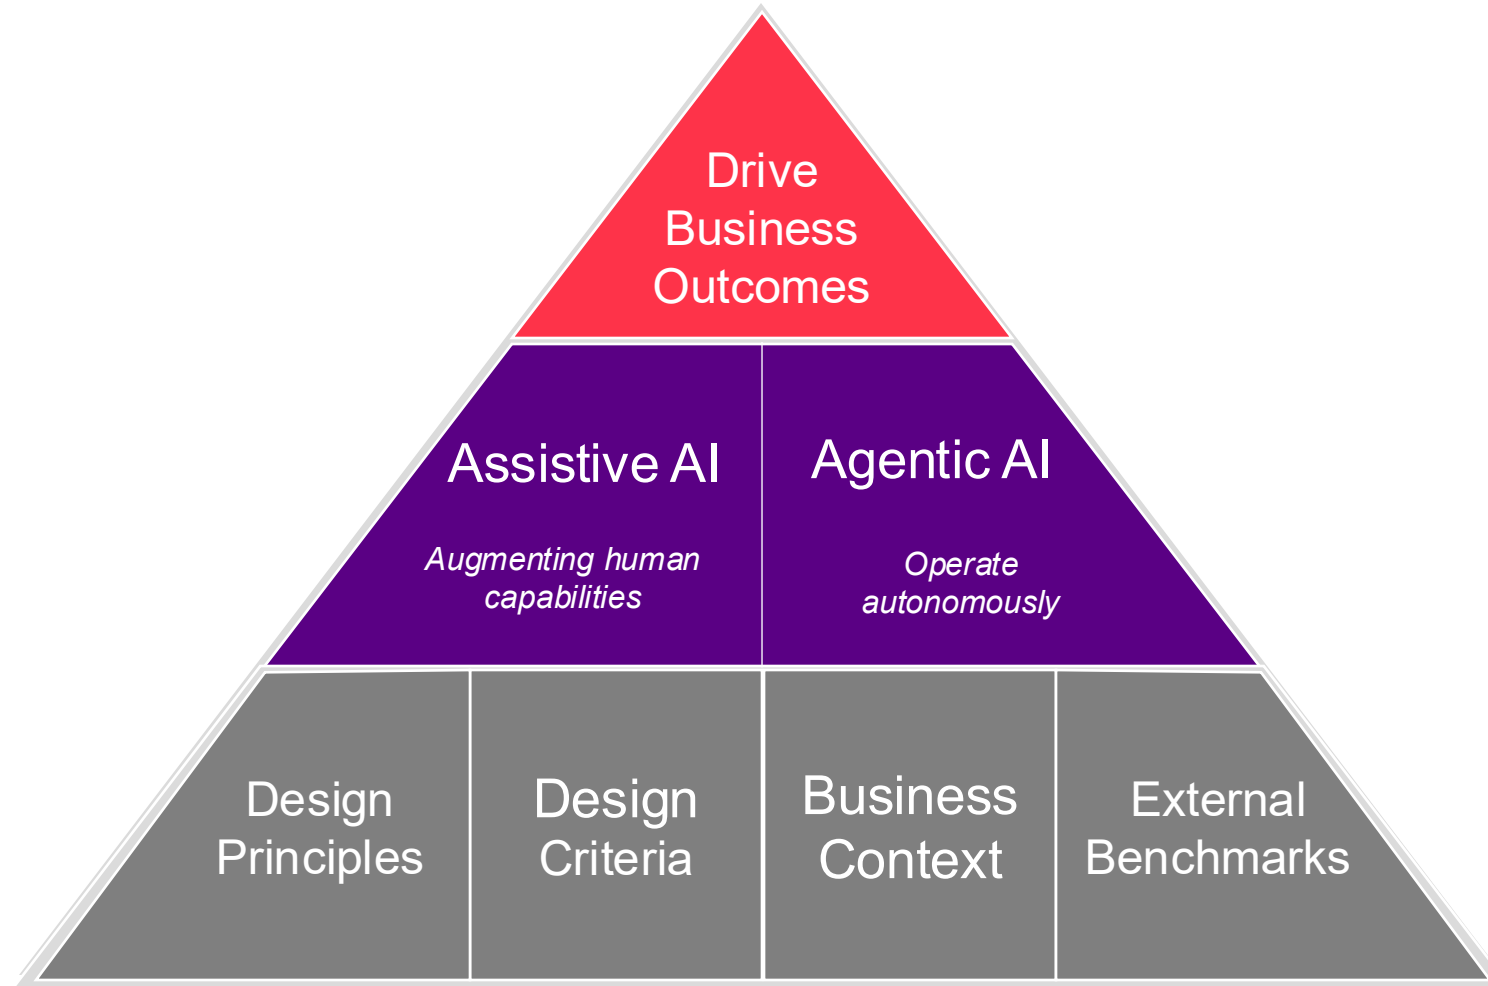 Drive
Business
Outcomes
Assistive AI
Agentic AI
Augmenting human
capabilities
Operate
autonomously
Design
Principles
Design
Criteria
Business
Context
External
Benchmarks